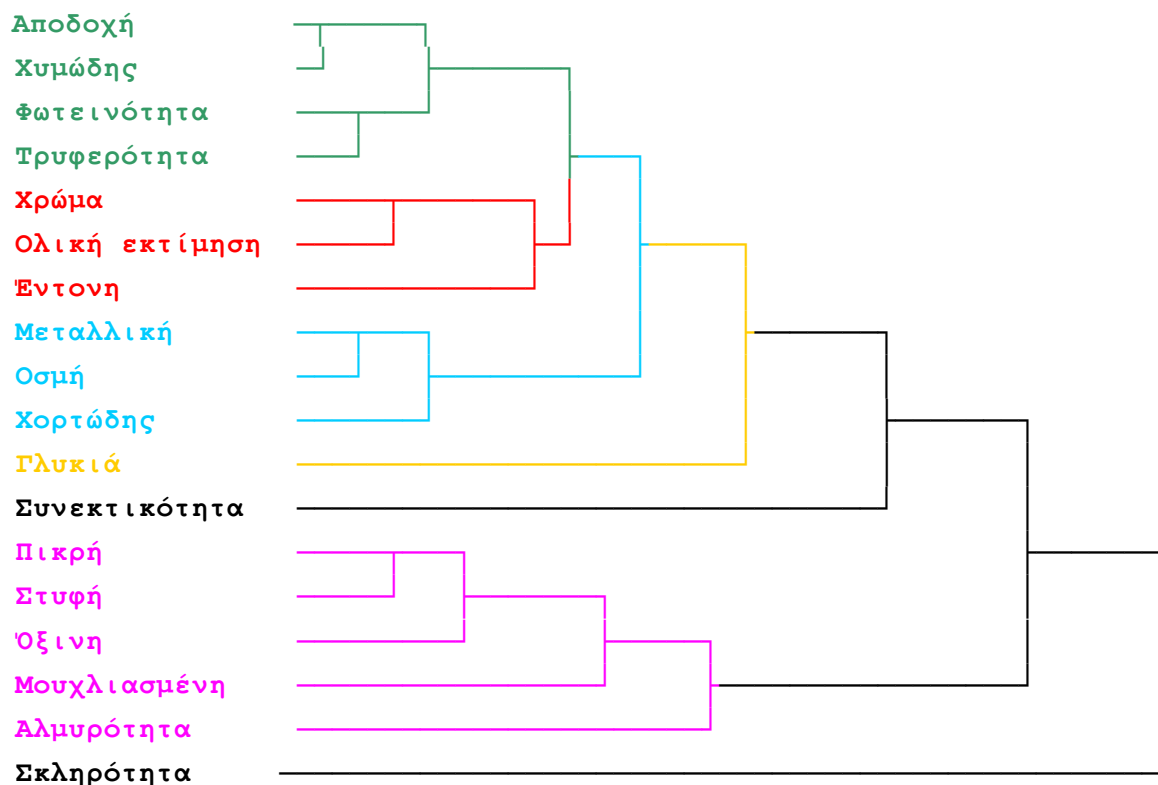 Αποδοχή
Χυμώδης
Φωτεινότητα
Τρυφερότητα
Χρώμα
Ολική εκτίμηση
Έντονη
Μεταλλική
Οσμή
Χορτώδης
Γλυκιά
Συνεκτικότητα
Πικρή
Στυφή
Όξινη
Μουχλιασμένη
Αλμυρότητα
Σκληρότητα